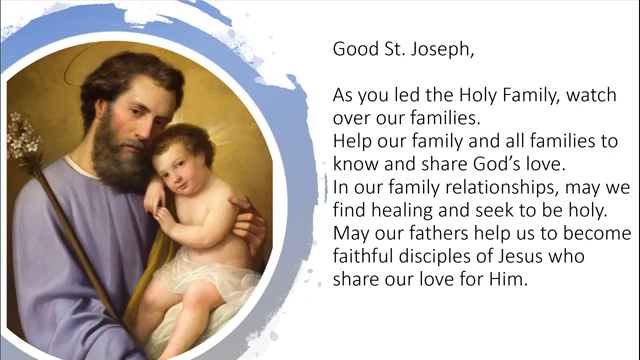 Good St. Joseph,
As you led the Holy Family, watch
over our families.
Help our family and all families to
know and share God’s love.
In our family relationships, may we
find healing and seek to be holy.
May our fathers help us to become
faithful disciples of Jesus who
share our love for Him.